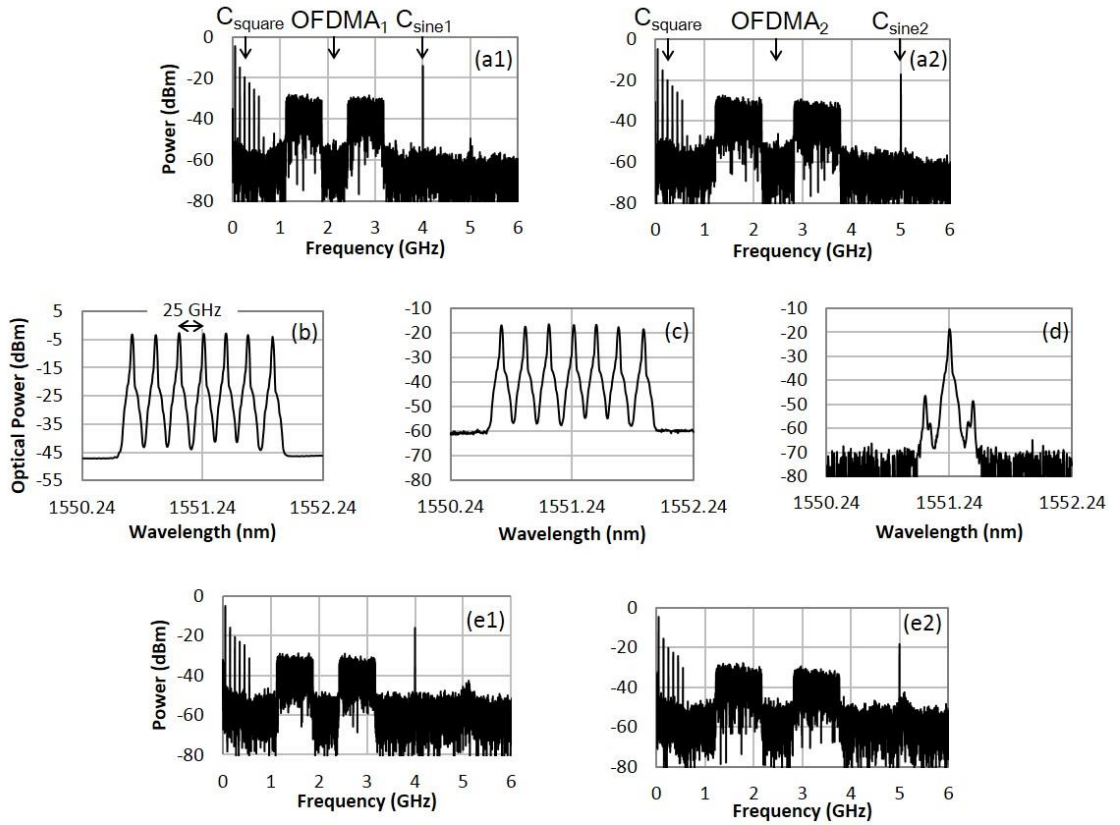 C_square OFDMA_1 C_sine1
0
-20
-40
-60
-80
Power (dBm)
(a1)
0 1 2 3 4 5 6
Frequency (GHz)
C_square OFDMA_2 C_sine2
0
-20
-40
-60
-80
(a2)
0 1 2 3 4 5 6
Frequency (GHz)
5
-5
-15
-25
-35
-45
-55
Optical Power (dBm)
25 GHz
(b)
1550.24 1551.24 1552.24
Wavelength (nm)
-10
-20
-30
-40
-50
-60
-70
-80
(c)
1550.24 1551.24 1552.24
Wavelength (nm)
-10
-20
-30
-40
-50
-60
-70
-80
(d)
1550.24 1551.24 1552.24
Wavelength (nm)
0
-20
-40
-60
-80
Power (dBm)
(e1)
0 1 2 3 4 5 6
Frequency (GHz)
0
-20
-40
-60
-80
(e2)
0 1 2 3 4 5 6
Frequency (GHz)